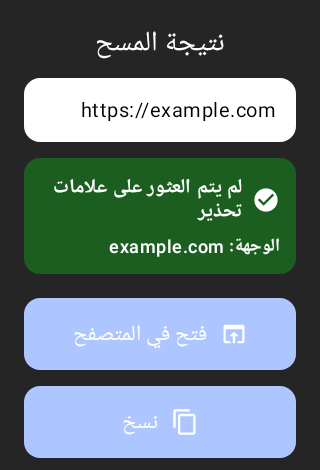 نتيجة المسح
https://example.com
لم يتم العثور على علامات
تحذير
الوجهة: example.com
فتح في المتصفح
نسخ